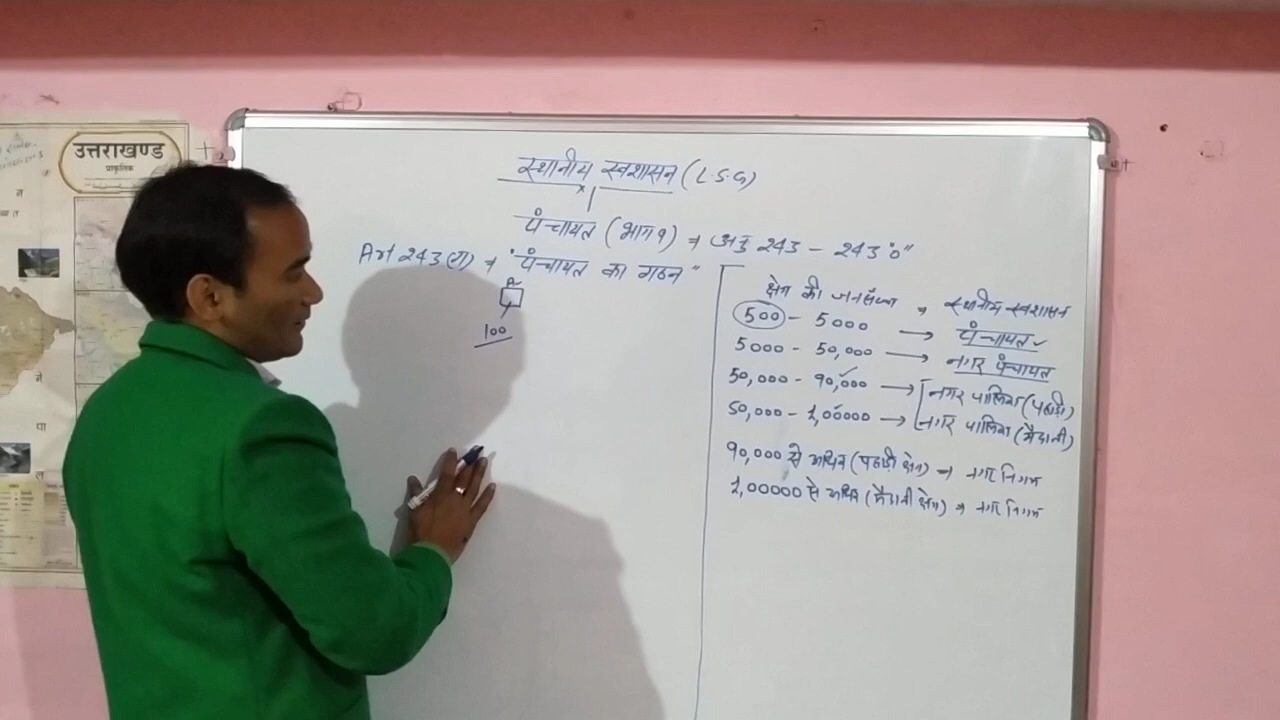 उत्तराखण्ड
प्राकृतिक
स्थानीय स्वशासन (L.S.G)
पंचायत (भाग 9) → अनु 243 - 243 'o"
Art 243(ग) → "पंचायत का गठन"
100
क्षेत्र की जनसंख्या → स्थानीय स्वशासन
500 - 5000 → पंचायत
5000 - 50,000 → नगर पंचायत
50,000 - 90,000 → नगर पालिका (पहाड़ी)
50,000 - 1,00000 → नगर पालिका (मैदानी)
90,000 से अधिक (पहाड़ी क्षेत्र) → नगर निगम
1,00000 से अधिक (मैदानी क्षेत्र) → नगर निगम